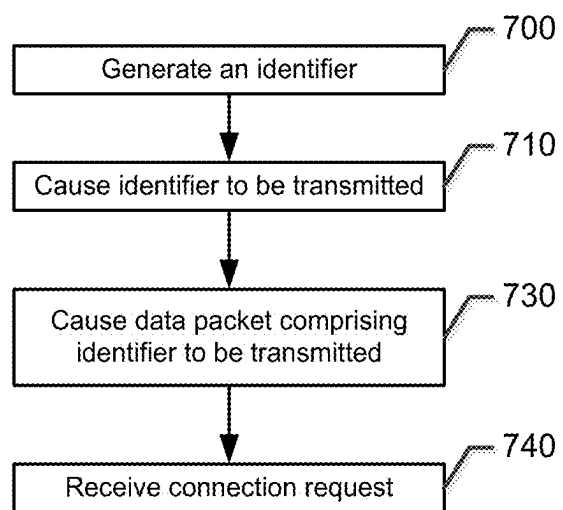 700
Generate an identifier
710
Cause identifier to be transmitted
730
Cause data packet comprising
identifier to be transmitted
740
Receive connection request